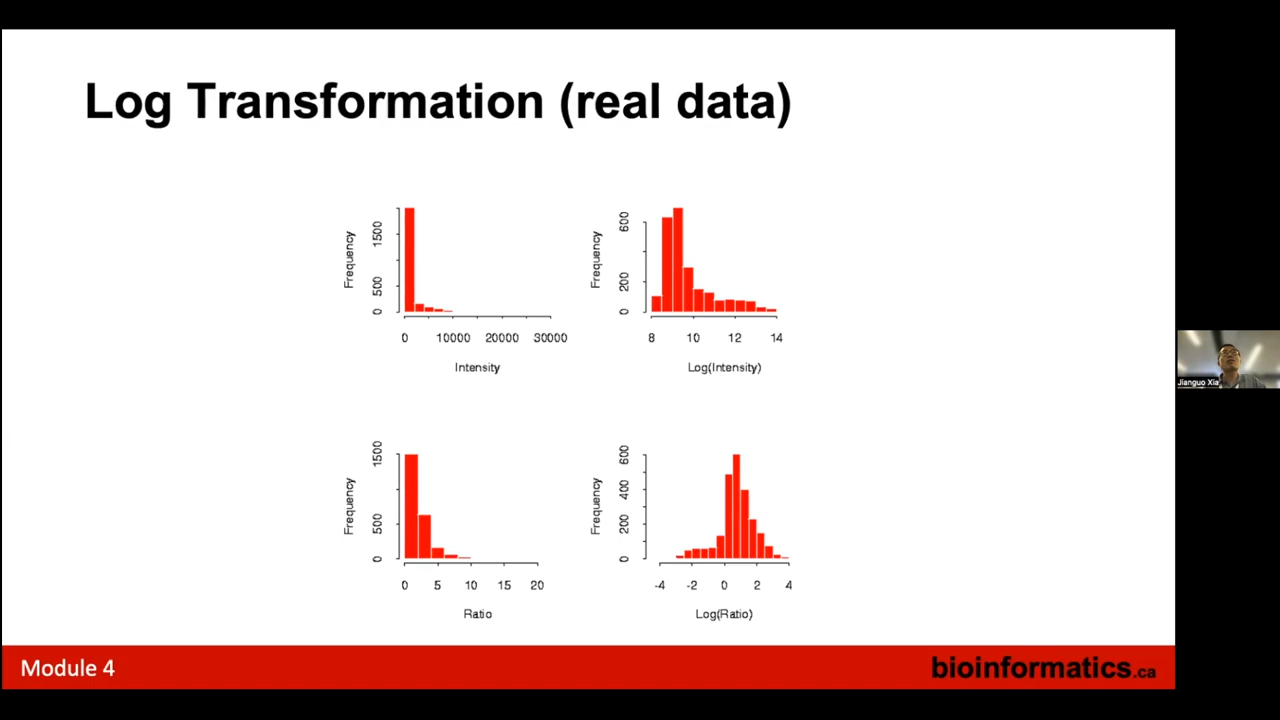 Log Transformation (real data)
Frequency
1500
500
0
0 10000 20000 30000
Intensity
Frequency
600
200
0
8 10 12 14
Log(Intensity)
Frequency
1500
500
0
0 5 10 15 20
Ratio
Frequency
600
400
200
0
-4 -2 0 2 4
Log(Ratio)
Jianguo Xia
Module 4
bioinformatics.ca